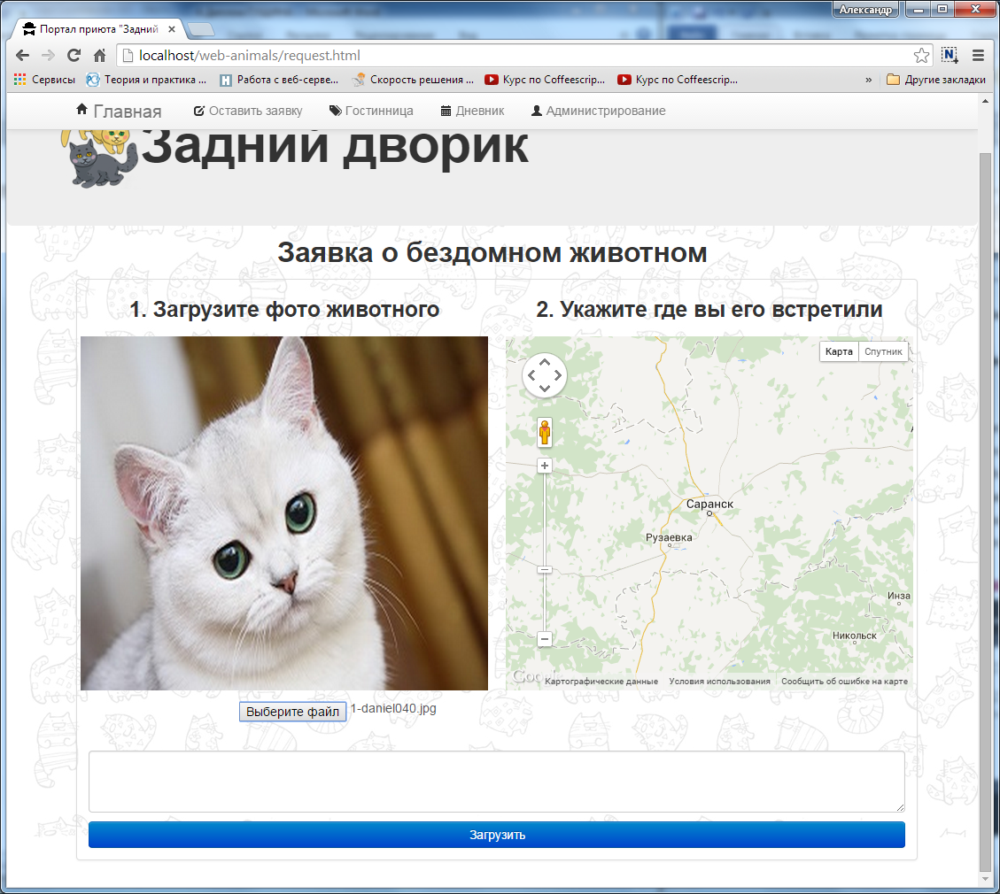 Александр
Портал приюта "Задний
localhost/web-animals/request.html
N
Сервисы
Теория и практика ...
Работа с веб-серве...
Скорость решения ...
Курс по Coffeescrip...
Курс по Coffeescrip...
»
Другие закладки
Главная
Оставить заявку
Гостинница
Дневник
Администрирование
Задний дворик
Заявка о бездомном животном
1. Загрузите фото животного
2. Укажите где вы его встретили
Карта
Спутник
Саранск
Рузаевка
Инза
Никольск
Картографические данные
Условия использования
Сообщить об ошибке на карте
Выберите файл
1-daniel040.jpg
Загрузить